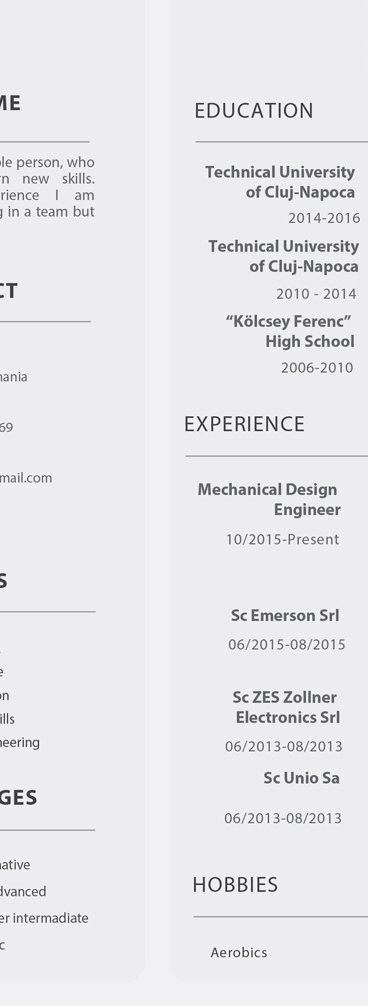 ME
ble person, who
rn new skills.
rience I am
g in a team but
CT
mania
69
mail.com
S
e
on
ills
neering
GES
native
dvanced
er intermadiate
c
EDUCATION
Technical University
of Cluj-Napoca
2014-2016
Technical University
of Cluj-Napoca
2010 - 2014
“Kölcsey Ferenc”
High School
2006-2010
EXPERIENCE
Mechanical Design
Engineer
10/2015-Present
Sc Emerson Srl
06/2015-08/2015
Sc ZES Zollner
Electronics Srl
06/2013-08/2013
Sc Unio Sa
06/2013-08/2013
HOBBIES
Aerobics